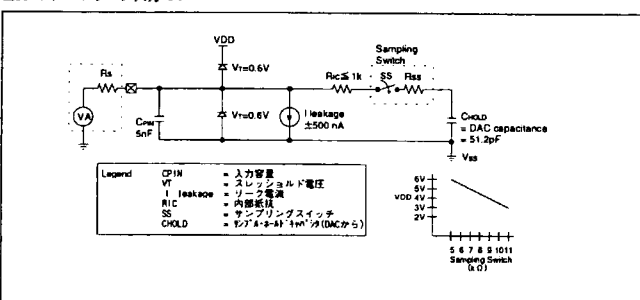 VDD
Sampling
Switch
Rs
VT=0.6V
RIC≦ 1k
SS
RSS
VA
CPIN
5nF
VT=0.6V
I leakage
±500 nA
CHOLD
= DAC capacitance
= 51.2pF
VSS
Legend
CPIN = 入力容量
VT = スレッショルド電圧
I leakage = リーク電流
RIC = 内部抵抗
SS = サンプリングスイッチ
CHOLD = サンプル・ホールド キャパシタ(DACから)
6V
5V
VDD 4V
3V
2V
5 6 7 8 9 10 11
Sampling Switch
(kΩ)